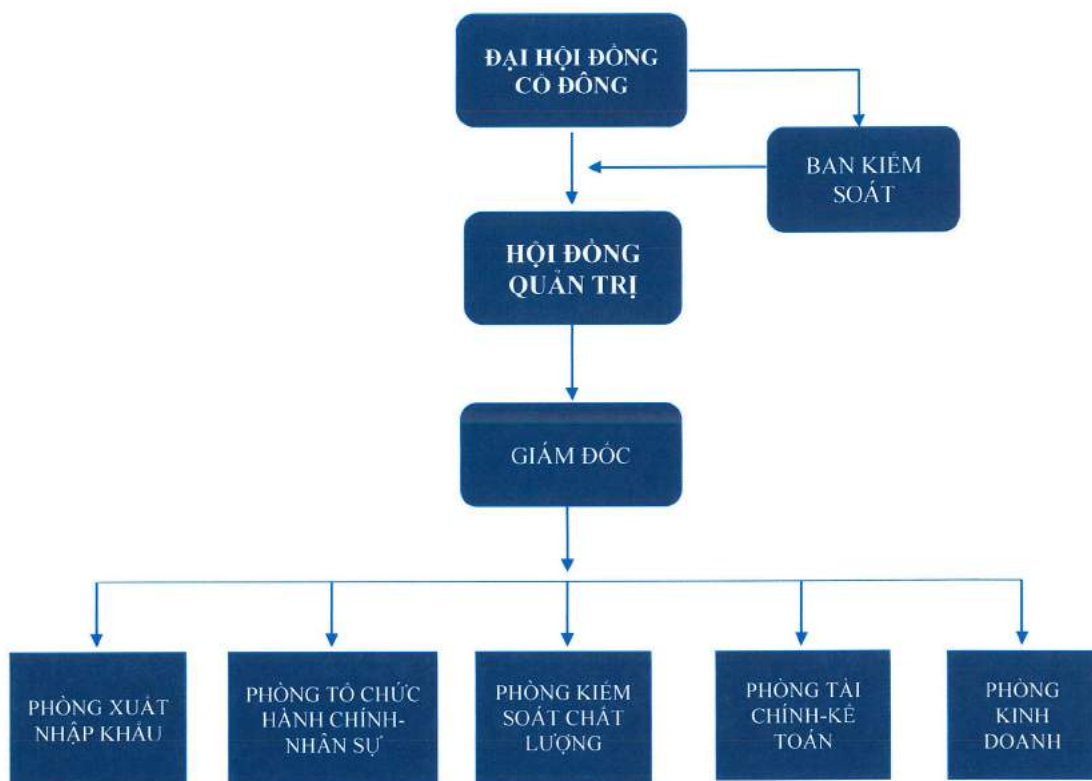 ĐẠI HỘI ĐỒNG
CỔ ĐÔNG
BAN KIỂM
SOÁT
HỘI ĐỒNG
QUẢN TRỊ
GIÁM ĐỐC
PHÒNG XUẤT
NHẬP KHẨU
PHÒNG TỔ CHỨC
HÀNH CHÍNH-
NHÂN SỰ
PHÒNG KIỂM
SOÁT CHẤT
LƯỢNG
PHÒNG TÀI
CHÍNH-KẾ
TOÁN
PHÒNG
KINH
DOANH